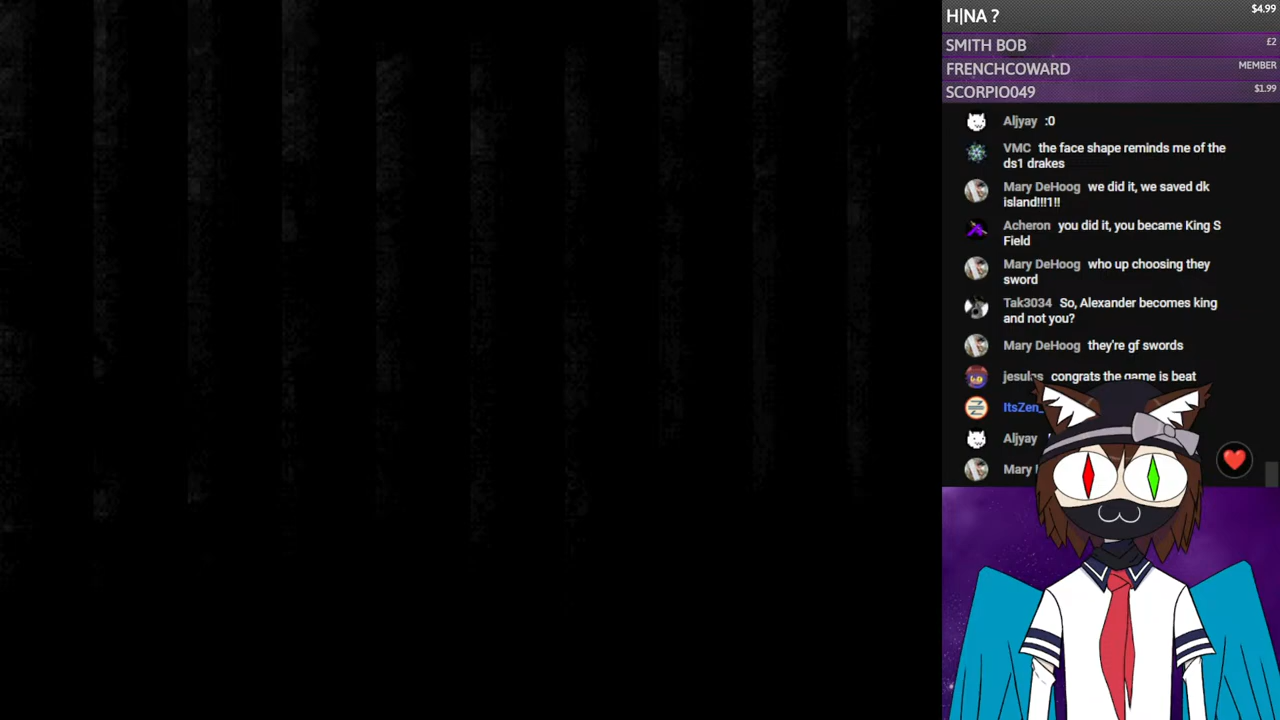 H|NA ? $4.99
SMITH BOB £2
FRENCHCOWARD MEMBER
SCORPIO049 $1.99
Aljyay :0
VMC the face shape reminds me of the
ds1 drakes
Mary DeHoog we did it, we saved dk
island!!!1!!
Acheron you did it, you became King S
Field
Mary DeHoog who up choosing they
sword
Tak3034 So, Alexander becomes king
and not you?
Mary DeHoog they're gf swords
jesulas congrats the game is beat
ItsZen_
Aljyay
Mary